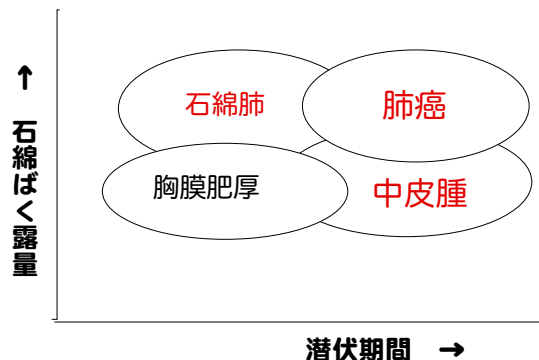 ↑ 石綿ばく露量
石綿肺
肺癌
胸膜肥厚
中皮腫
潜伏期間 →